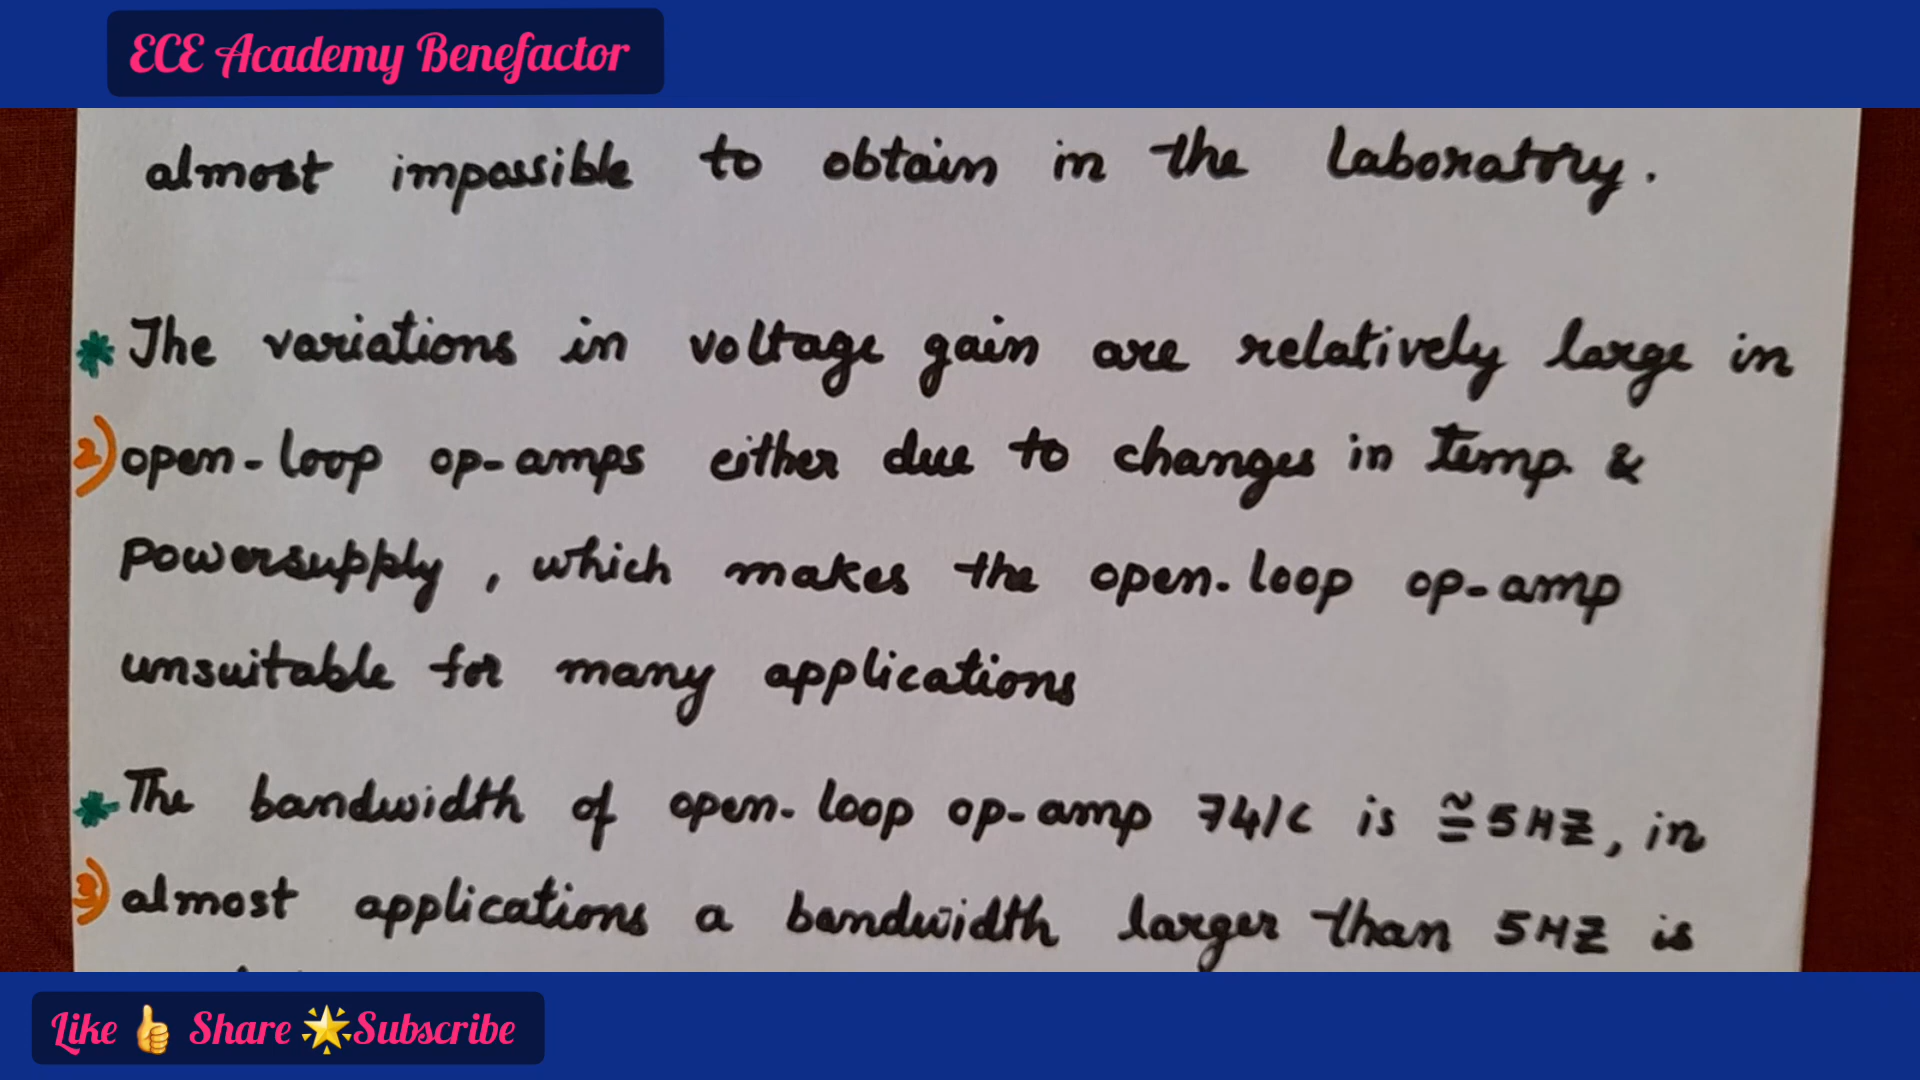 ECE Academy Benefactor
almost impossible to obtain in the laboratory.
* The variations in voltage gain are relatively large in
2) open-loop op-amps either due to changes in temp. &
powersupply, which makes the open-loop op-amp
unsuitable for many applications
* The bandwidth of open-loop op-amp 741C is ≅ 5HZ, in
3) almost applications a bandwidth larger than 5HZ is
Like 👍 Share 🌟Subscribe